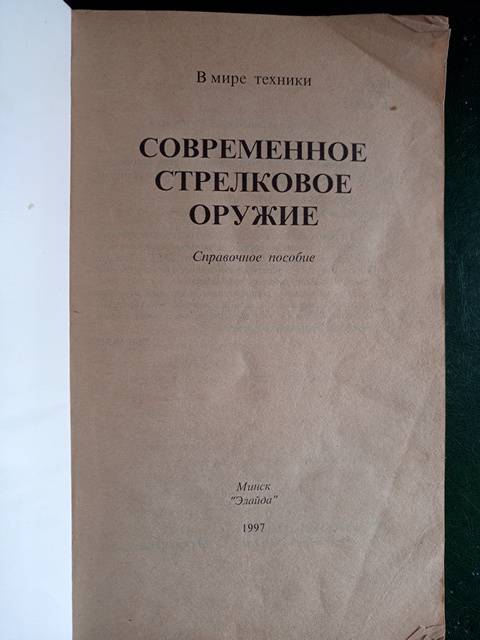 В мире техники
СОВРЕМЕННОЕ
СТРЕЛКОВОЕ
ОРУЖИЕ
Справочное пособие
Минск
"Элайда"
1997